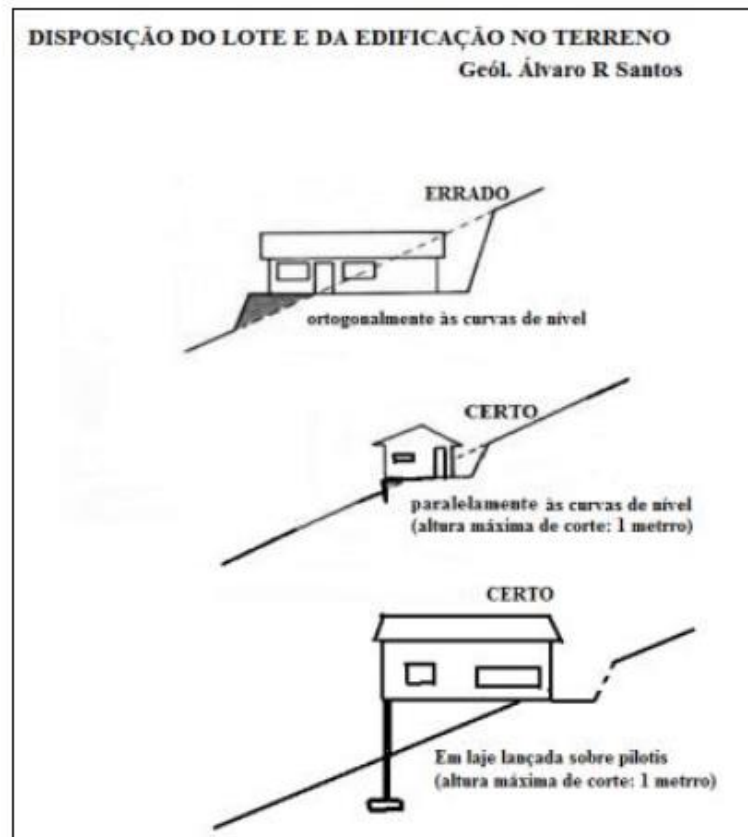 DISPOSIÇÃO DO LOTE E DA EDIFICAÇÃO NO TERRENO
Geól. Álvaro R Santos
ERRADO
ortogonalmente às curvas de nível
CERTO
paralelamente às curvas de nível
(altura máxima de corte: 1 metrro)
CERTO
Em laje lançada sobre pilotis
(altura máxima de corte: 1 metrro)